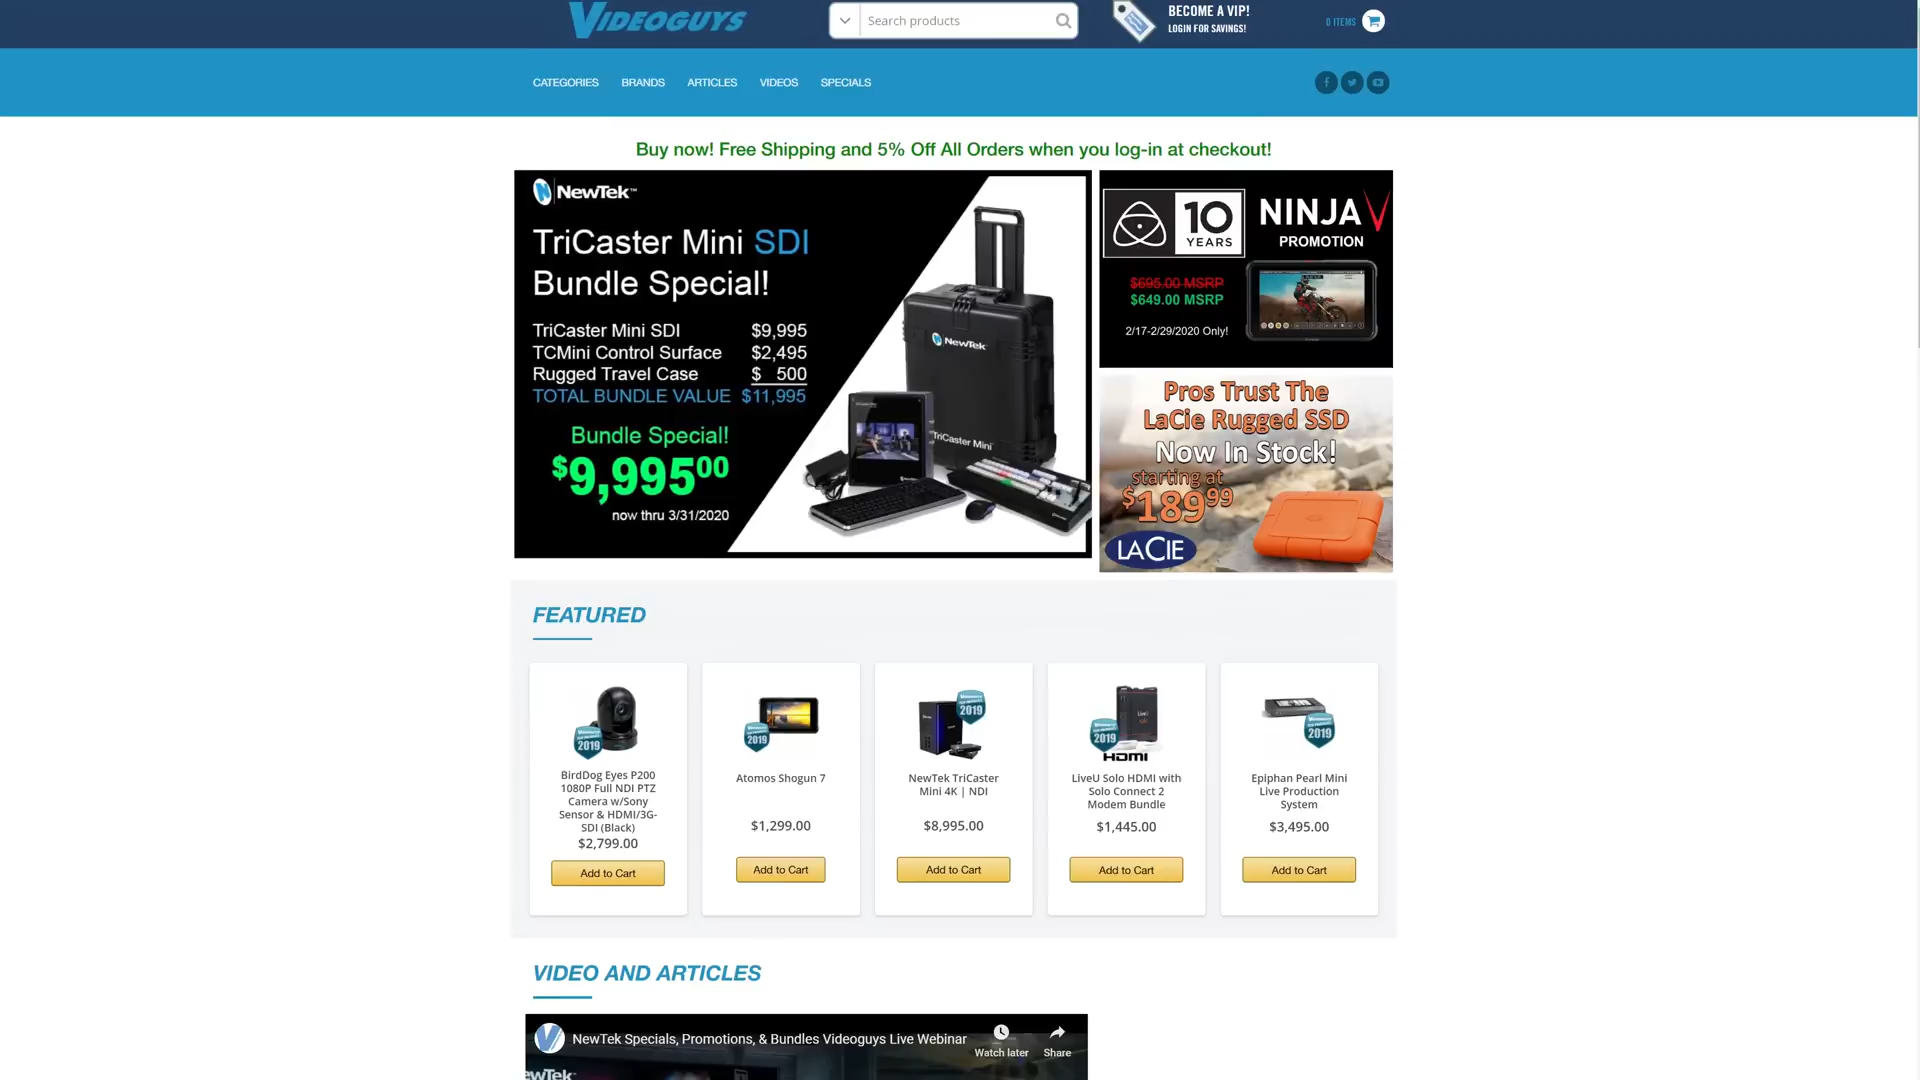 VIDEOGUYS
Search products
BECOME A VIP!
LOGIN FOR SAVINGS!
0 ITEMS
CATEGORIES BRANDS ARTICLES VIDEOS SPECIALS
Buy now! Free Shipping and 5% Off All Orders when you log-in at checkout!
NewTek™
TriCaster Mini SDI
Bundle Special!
TriCaster Mini SDI $9,995
TCMini Control Surface $2,495
Rugged Travel Case $ 500
TOTAL BUNDLE VALUE $11,995
Bundle Special!
$9,99500
now thru 3/31/2020
NewTek
TriCaster Mini
10 YEARS
NINJA V
PROMOTION
$695.00 MSRP
$649.00 MSRP
2/17-2/29/2020 Only!
Pros Trust The
LaCie Rugged SSD
Now In Stock!
starting at
$18999
LACIE
FEATURED
2019
BirdDog Eyes P200
1080P Full NDI PTZ
Camera w/Sony
Sensor & HDMI/3G-
SDI (Black)
$2,799.00
Add to Cart
2019
Atomos Shogun 7
$1,299.00
Add to Cart
2019
NewTek TriCaster
Mini 4K | NDI
$8,995.00
Add to Cart
2019
HDMI
LiveU Solo HDMI with
Solo Connect 2
Modem Bundle
$1,445.00
Add to Cart
2019
Epiphan Pearl Mini
Live Production
System
$3,495.00
Add to Cart
VIDEO AND ARTICLES
NewTek Specials, Promotions, & Bundles Videoguys Live Webinar
Watch later
Share